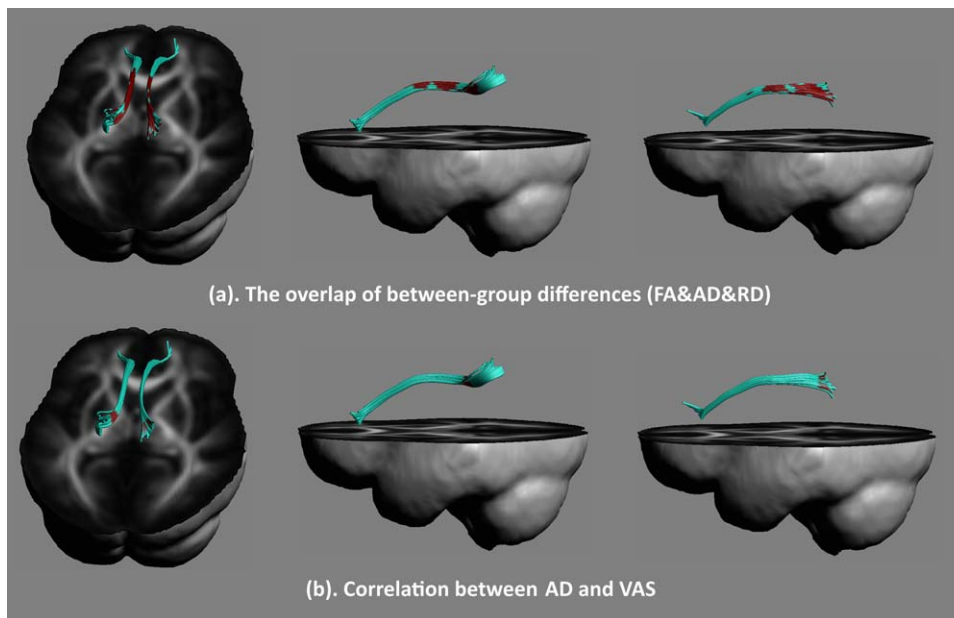 (a). The overlap of between-group differences (FA&AD&RD)
(b). Correlation between AD and VAS